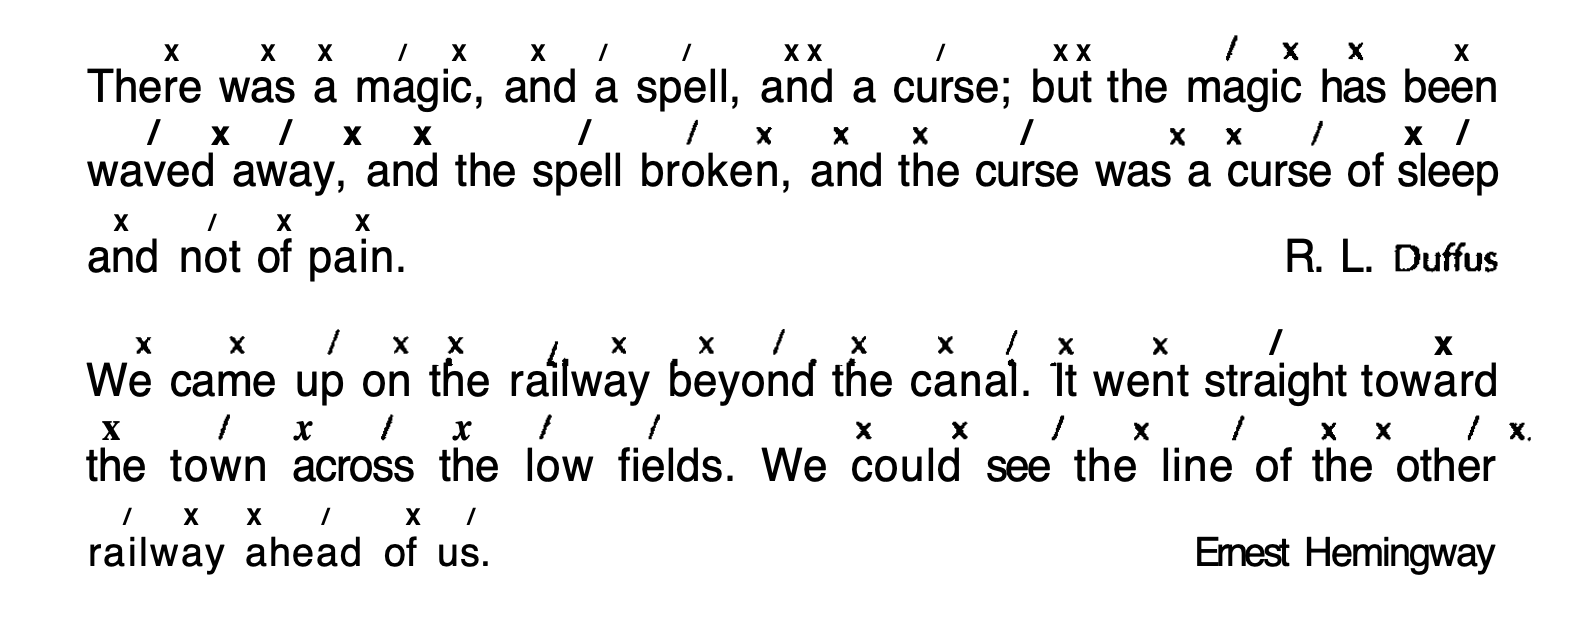 x x x / x x / / x x / x x / x x x
There was a magic, and a spell, and a curse; but the magic has been
/ x / x x / / x x x / x x / x /
waved away, and the spell broken, and the curse was a curse of sleep
x / x x
and not of pain. R. L. Duffus
x x / x x / x x / x x / x x / x
We came up on the railway beyond the canal. It went straight toward
x / x / x / / x x / x / x x / x.
the town across the low fields. We could see the line of the other
/ x x / x /
railway ahead of us. Ernest Hemingway